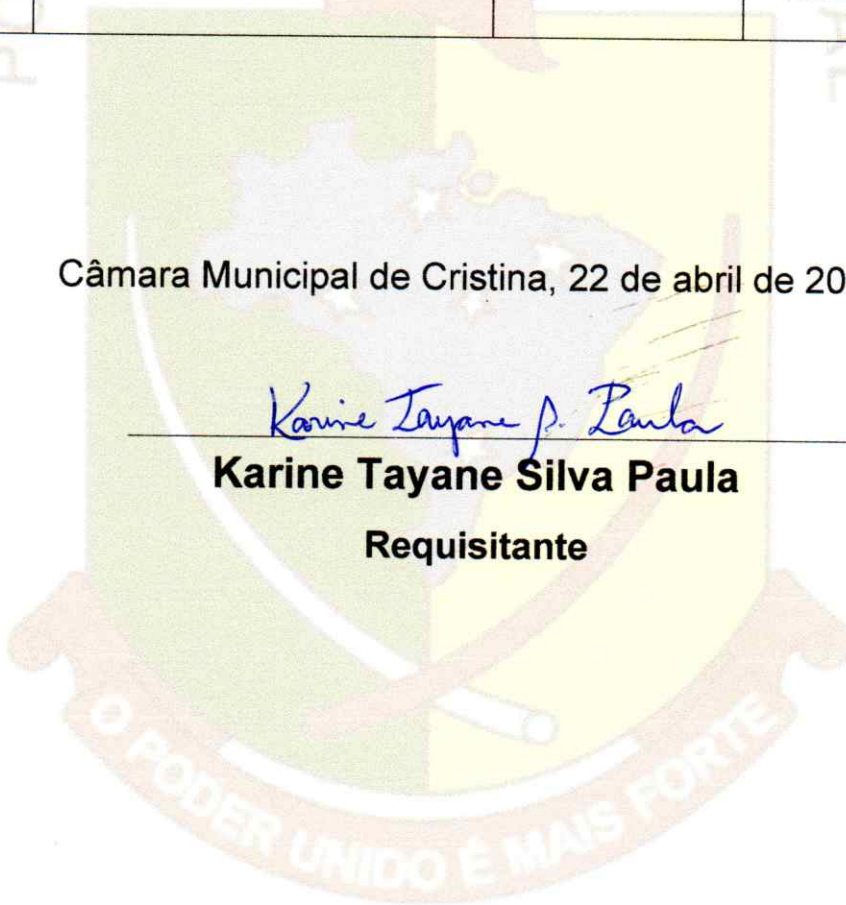 Câmara Municipal de Cristina, 22 de abril de 20
Karine Tayane S. Paula
Karine Tayane Silva Paula
Requisitante
O PODER UNIDO É MAIS FORTE